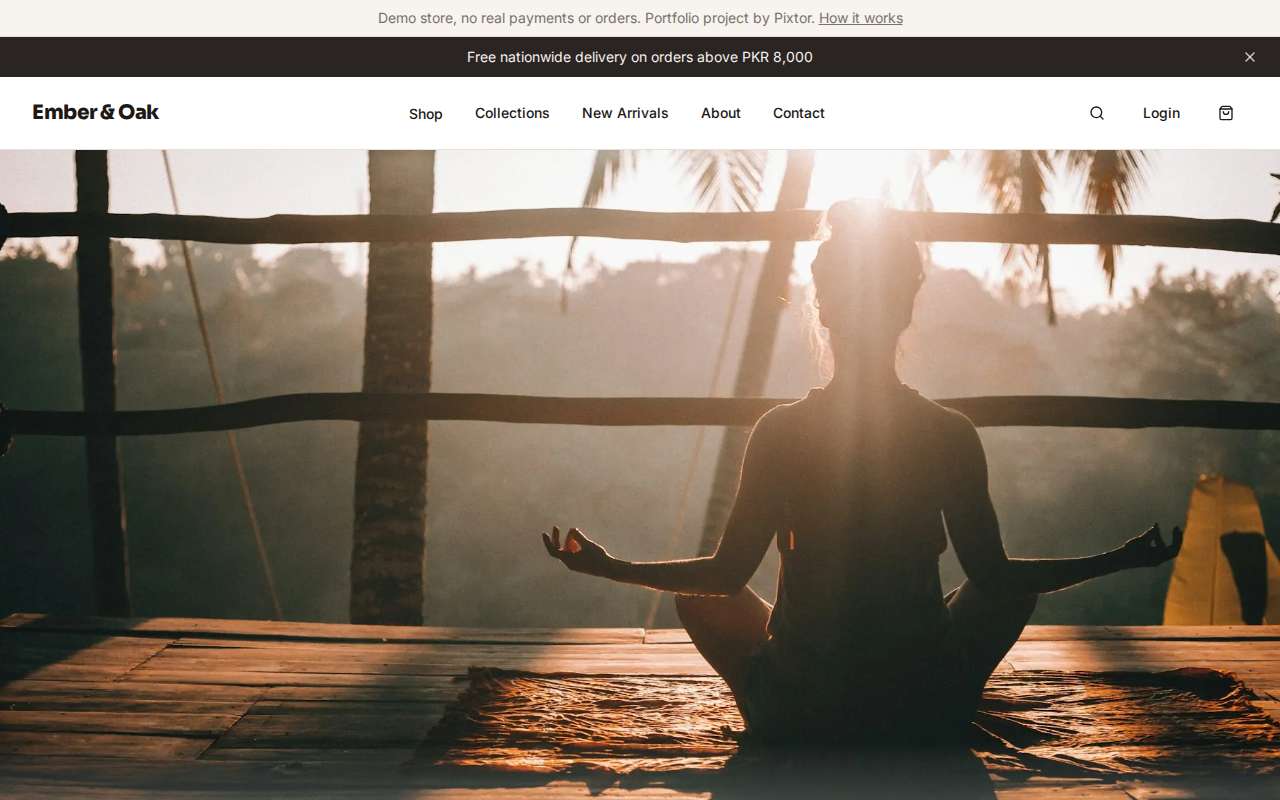 Demo store, no real payments or orders. Portfolio project by Pixtor. How it works
Free nationwide delivery on orders above PKR 8,000
Ember & Oak
Shop
Collections
New Arrivals
About
Contact
Login